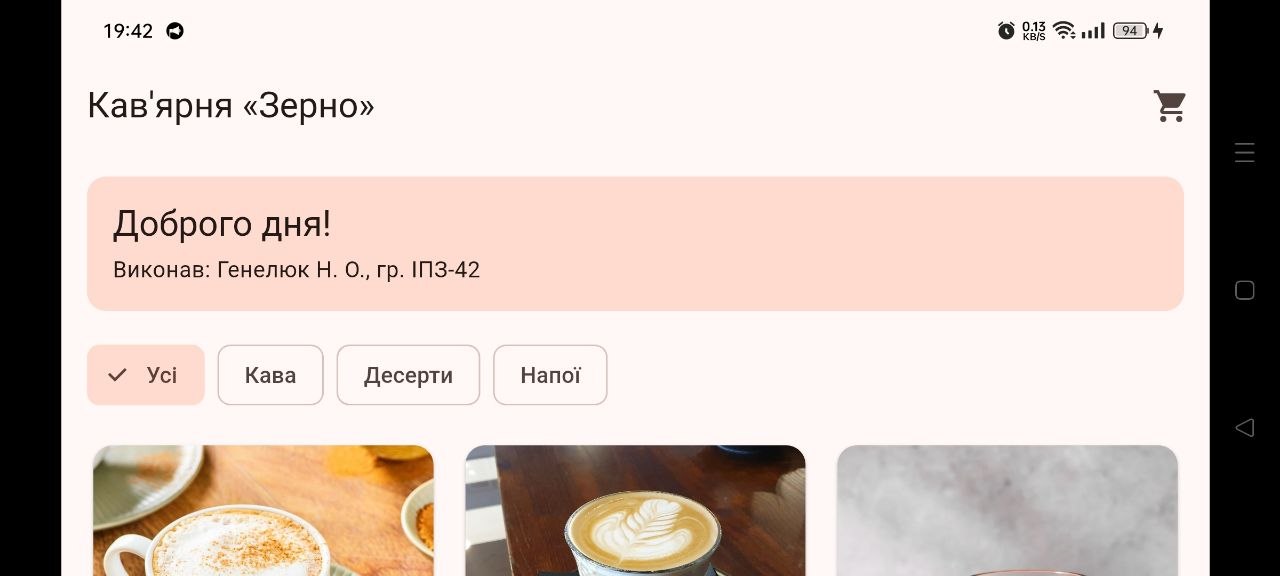 19:42
0.13
KB/S
94
Кав'ярня «Зерно»
Доброго дня!
Виконав: Генелюк Н. О., гр. ІПЗ-42
Усі
Кава
Десерти
Напої